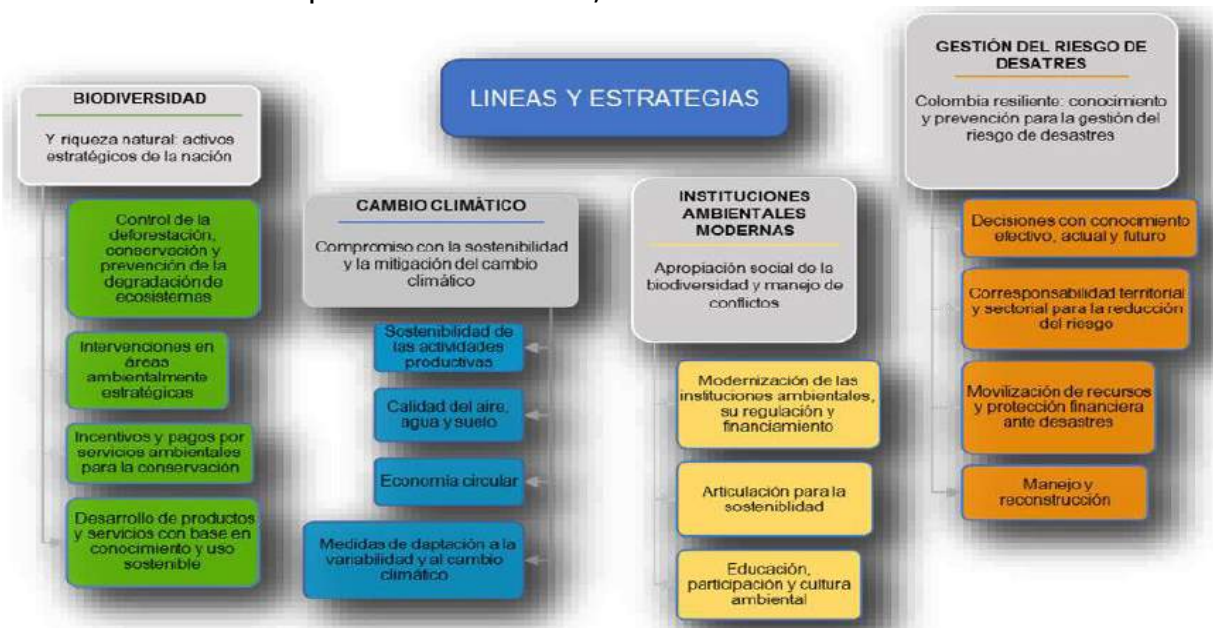 LINEAS Y ESTRATEGIAS
BIODIVERSIDAD
Y riqueza natural: activos
estratégicos de la nación
Control de la
deforestación,
conservación y
prevención de la
degradación de
ecosistemas
Intervenciones en
áreas
ambientalmente
estratégicas
Incentivos y pagos por
servicios ambientales
para la conservación
Desarrollo de productos
y servicios con base en
conocimiento y uso
sostenible
CAMBIO CLIMÀTICO
Compromiso con la sostenibilidad
y la mitigación del cambio
climático
Sostenibilidad de
las actividades
productivas
Calidad del aire,
agua y suelo
Economía circular
Medidas de daptación a la
variabilidad y al cambio
climático
INSTITUCIONES
AMBIENTALES
MODERNAS
Apropiación social de la
biodiversidad y manejo de
conflictos
Modernización de las
instituciones ambientales,
su regulación y
financiamiento
Articulación para la
sosteniblidad
Educación,
participación y cultura
ambiental
GESTIÓN DEL RIESGO DE
DESATRES
Colombia resiliente: conocimiento
y prevención para la gestión del
riesgo de desastres
Decisiones con conocimiento
efectivo, actual y futuro
Corresponsabilidad territorial
y sectorial para la reducción
del riesgo
Movilización de recursos
y protección financiera
ante desastres
Manejo y
reconstrucción